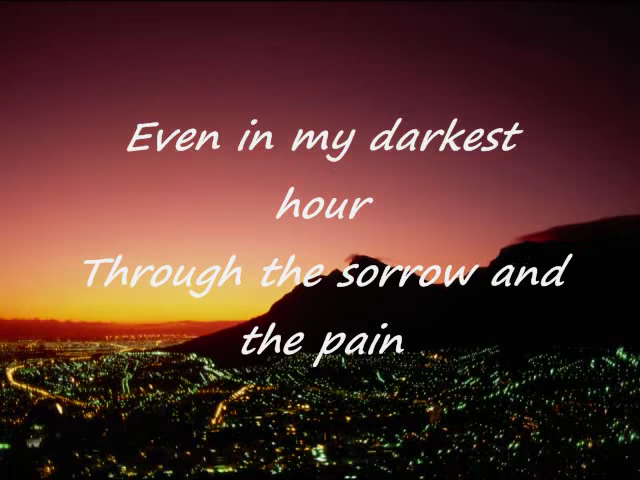 Even in my darkest
hour
Through the sorrow and
the pain